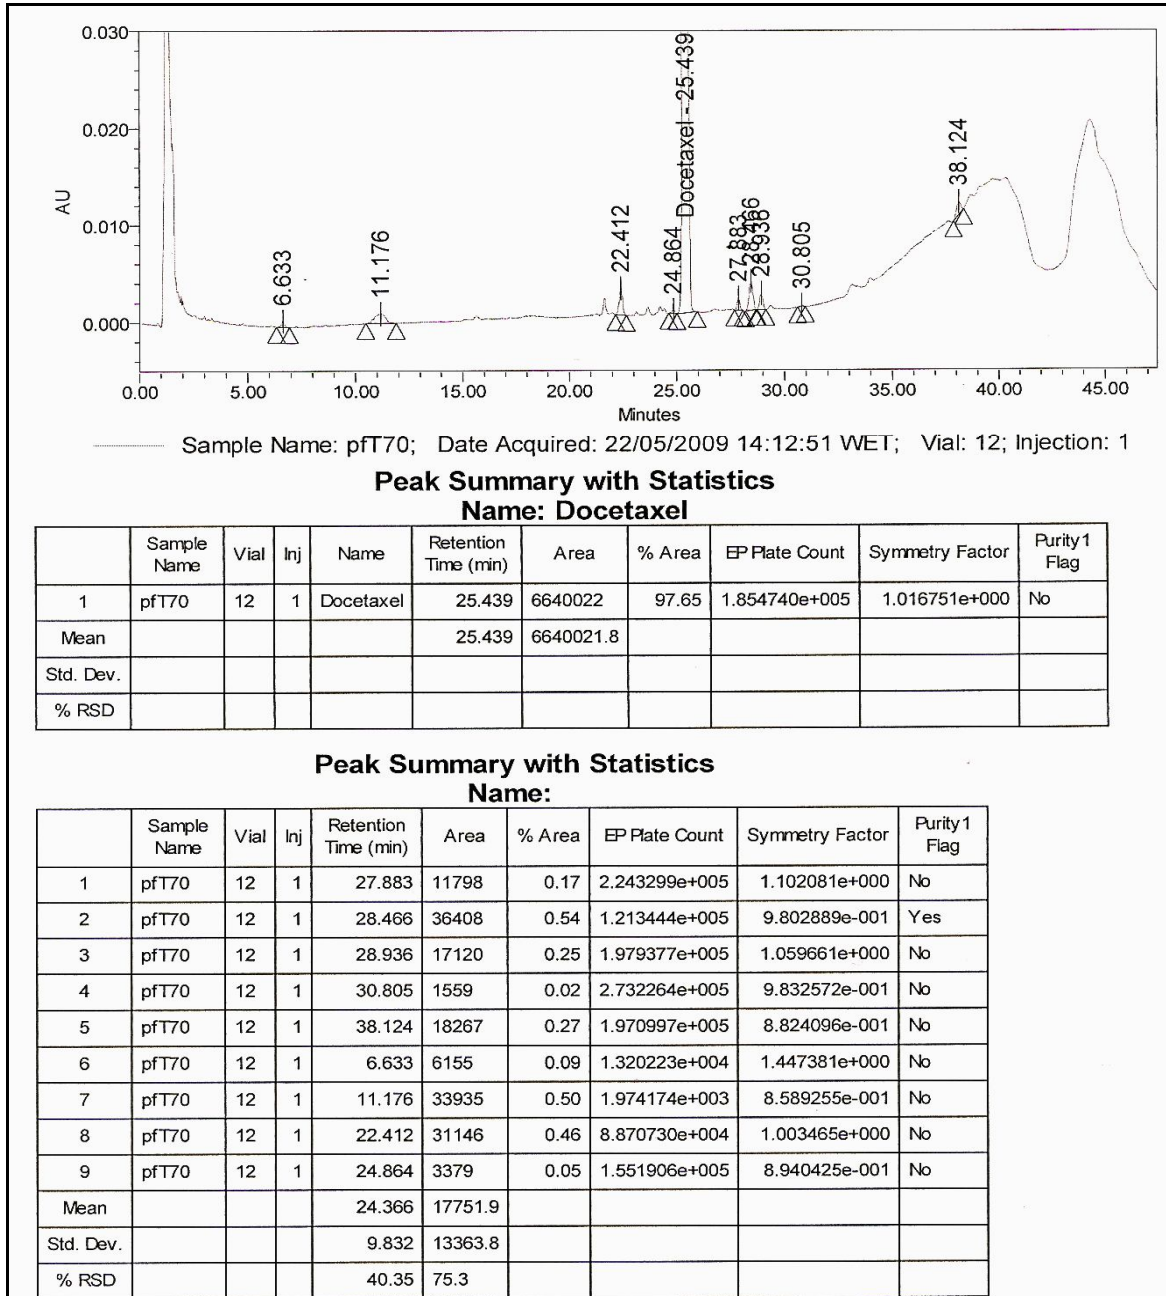 0.030
0.020
0.010
0.000
AU
6.633
11.176
22.412
24.864
Docetaxel - 25.439
27.883
28.466
28.936
30.805
38.124
0.00 5.00 10.00 15.00 20.00 25.00 30.00 35.00 40.00 45.00
Minutes
Sample Name: pfT70; Date Acquired: 22/05/2009 14:12:51 WET; Vial: 12; Injection: 1
Peak Summary with Statistics
Name: Docetaxel
Sample Name Vial Inj Name Retention Time (min) Area % Area EP Plate Count Symmetry Factor Purity1 Flag
1 pfT70 12 1 Docetaxel 25.439 6640022 97.65 1.854740e+005 1.016751e+000 No
Mean 25.439 6640021.8
Std. Dev.
% RSD
Peak Summary with Statistics
Name:
Sample Name Vial Inj Retention Time (min) Area % Area EP Plate Count Symmetry Factor Purity1 Flag
1 pfT70 12 1 27.883 11798 0.17 2.243299e+005 1.102081e+000 No
2 pfT70 12 1 28.466 36408 0.54 1.213444e+005 9.802889e-001 Yes
3 pfT70 12 1 28.936 17120 0.25 1.979377e+005 1.059661e+000 No
4 pfT70 12 1 30.805 1559 0.02 2.732264e+005 9.832572e-001 No
5 pfT70 12 1 38.124 18267 0.27 1.970997e+005 8.824096e-001 No
6 pfT70 12 1 6.633 6155 0.09 1.320223e+004 1.447381e+000 No
7 pfT70 12 1 11.176 33935 0.50 1.974174e+003 8.589255e-001 No
8 pfT70 12 1 22.412 31146 0.46 8.870730e+004 1.003465e+000 No
9 pfT70 12 1 24.864 3379 0.05 1.551906e+005 8.940425e-001 No
Mean 24.366 17751.9
Std. Dev. 9.832 13363.8
% RSD 40.35 75.3